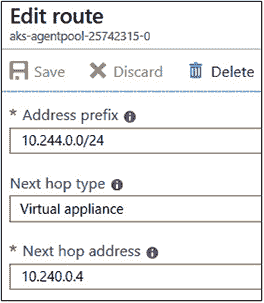 Edit route
aks-agentpool-25742315-0
Save Discard Delete
* Address prefix
10.244.0.0/24
Next hop type
Virtual appliance
* Next hop address
10.240.0.4